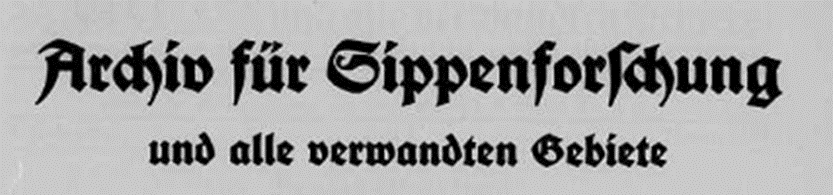 Archiv für Sippenforschung
und alle verwandten Gebiete